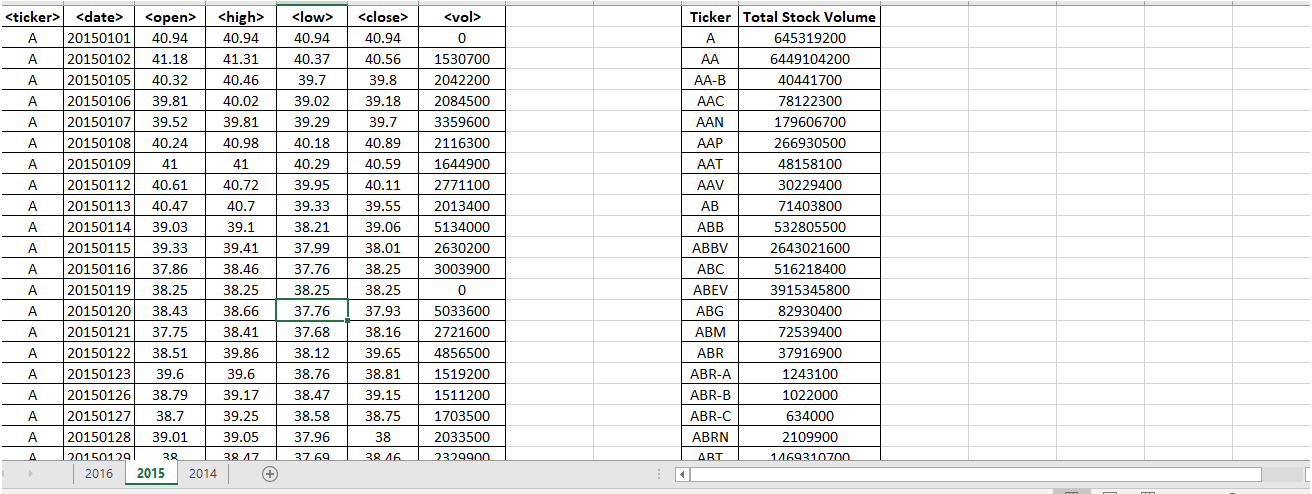 <ticker> <date> <open> <high> <low> <close> <vol> Ticker Total Stock Volume
A 20150101 40.94 40.94 40.94 40.94 0 A 645319200
A 20150102 41.18 41.31 40.37 40.56 1530700 AA 6449104200
A 20150105 40.32 40.46 39.7 39.8 2042200 AA-B 40441700
A 20150106 39.81 40.02 39.02 39.18 2084500 AAC 78122300
A 20150107 39.52 39.81 39.29 39.7 3359600 AAN 179606700
A 20150108 40.24 40.98 40.18 40.89 2116300 AAP 266930500
A 20150109 41 41 40.29 40.59 1644900 AAT 48158100
A 20150112 40.61 40.72 39.95 40.11 2771100 AAV 30229400
A 20150113 40.47 40.7 39.33 39.55 2013400 AB 71403800
A 20150114 39.03 39.1 38.21 39.06 5134000 ABB 532805500
A 20150115 39.33 39.41 37.99 38.01 2630200 ABBV 2643021600
A 20150116 37.86 38.46 37.76 38.25 3003900 ABC 516218400
A 20150119 38.25 38.25 38.25 38.25 0 ABEV 3915345800
A 20150120 38.43 38.66 37.76 37.93 5033600 ABG 82930400
A 20150121 37.75 38.41 37.68 38.16 2721600 ABM 72539400
A 20150122 38.51 39.86 38.12 39.65 4856500 ABR 37916900
A 20150123 39.6 39.6 38.76 38.81 1519200 ABR-A 1243100
A 20150126 38.79 39.17 38.47 39.15 1511200 ABR-B 1022000
A 20150127 38.7 39.25 38.58 38.75 1703500 ABR-C 634000
A 20150128 39.01 39.05 37.96 38 2033500 ABRN 2109900
A 20150129 38 38.47 37.69 38.46 2329900 ABT 1469310700
2016 2015 2014